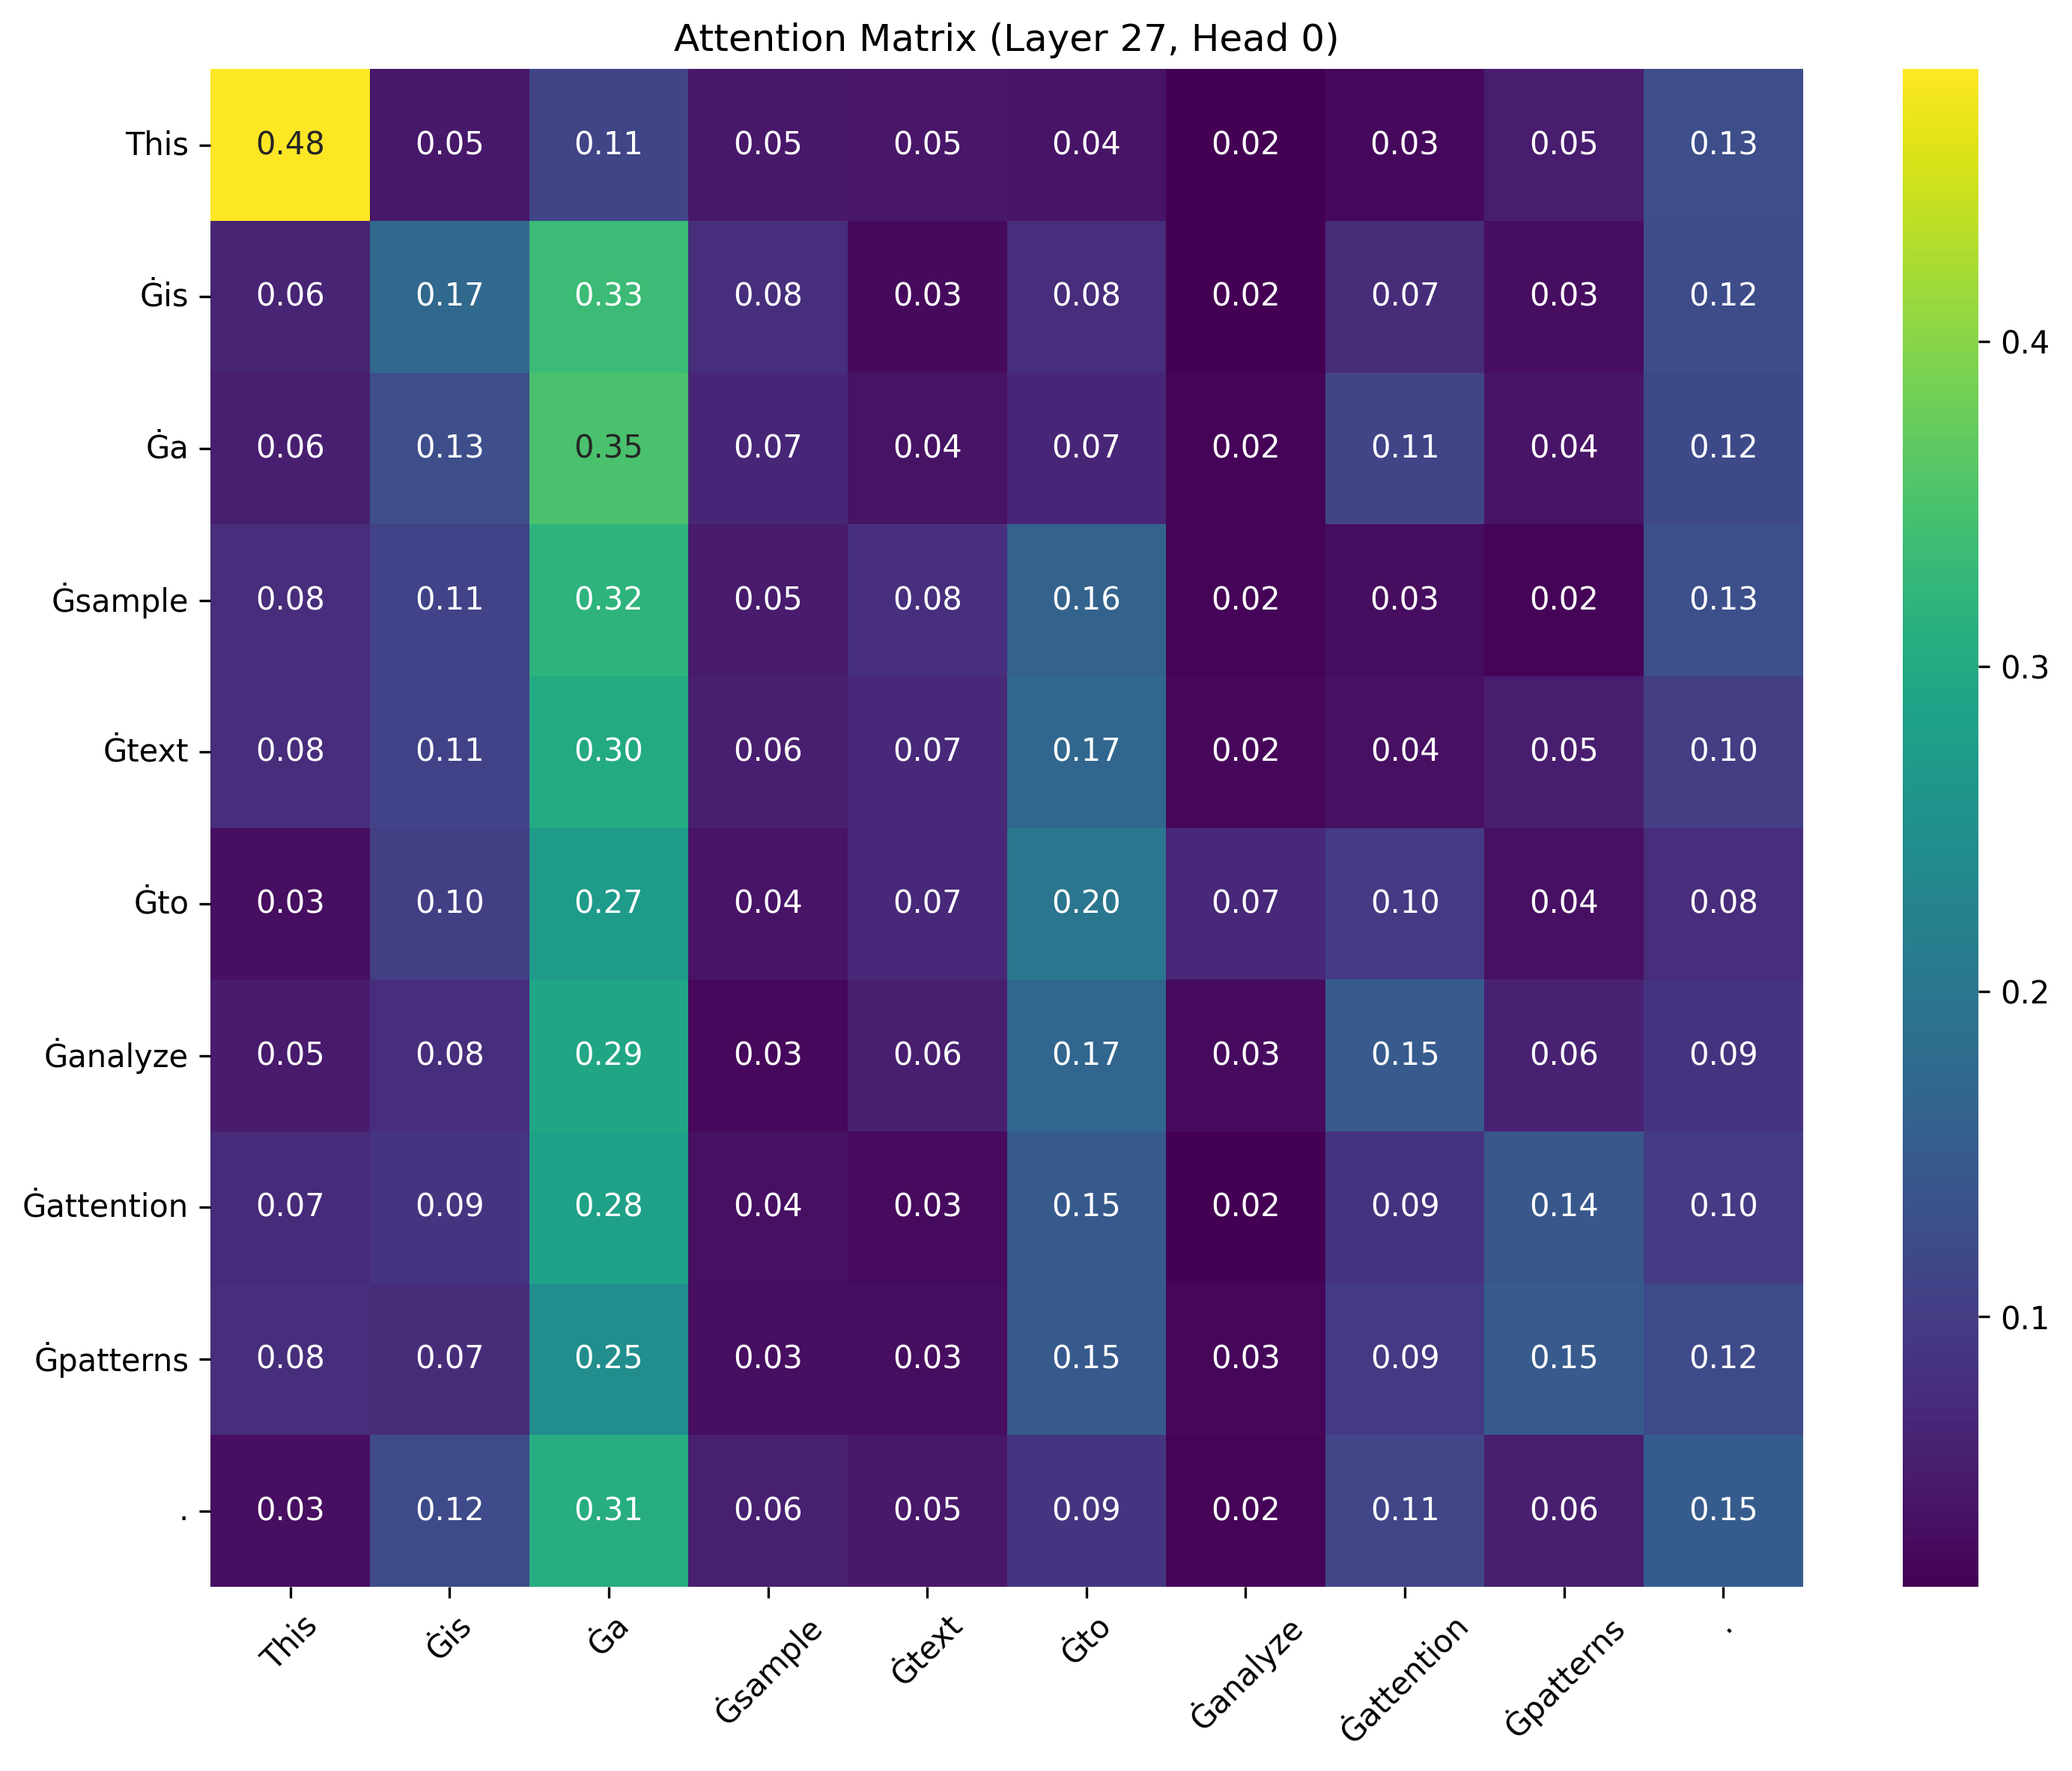 Attention Matrix (Layer 27, Head 0)
This 0.48 0.05 0.11 0.05 0.05 0.04 0.02 0.03 0.05 0.13
Ġis 0.06 0.17 0.33 0.08 0.03 0.08 0.02 0.07 0.03 0.12
Ġa 0.06 0.13 0.35 0.07 0.04 0.07 0.02 0.11 0.04 0.12
Ġsample 0.08 0.11 0.32 0.05 0.08 0.16 0.02 0.03 0.02 0.13
Ġtext 0.08 0.11 0.30 0.06 0.07 0.17 0.02 0.04 0.05 0.10
Ġto 0.03 0.10 0.27 0.04 0.07 0.20 0.07 0.10 0.04 0.08
Ġanalyze 0.05 0.08 0.29 0.03 0.06 0.17 0.03 0.15 0.06 0.09
Ġattention 0.07 0.09 0.28 0.04 0.03 0.15 0.02 0.09 0.14 0.10
Ġpatterns 0.08 0.07 0.25 0.03 0.03 0.15 0.03 0.09 0.15 0.12
. 0.03 0.12 0.31 0.06 0.05 0.09 0.02 0.11 0.06 0.15
This Ġis Ġa Ġsample Ġtext Ġto Ġanalyze Ġattention Ġpatterns .
0.4
0.3
0.2
0.1